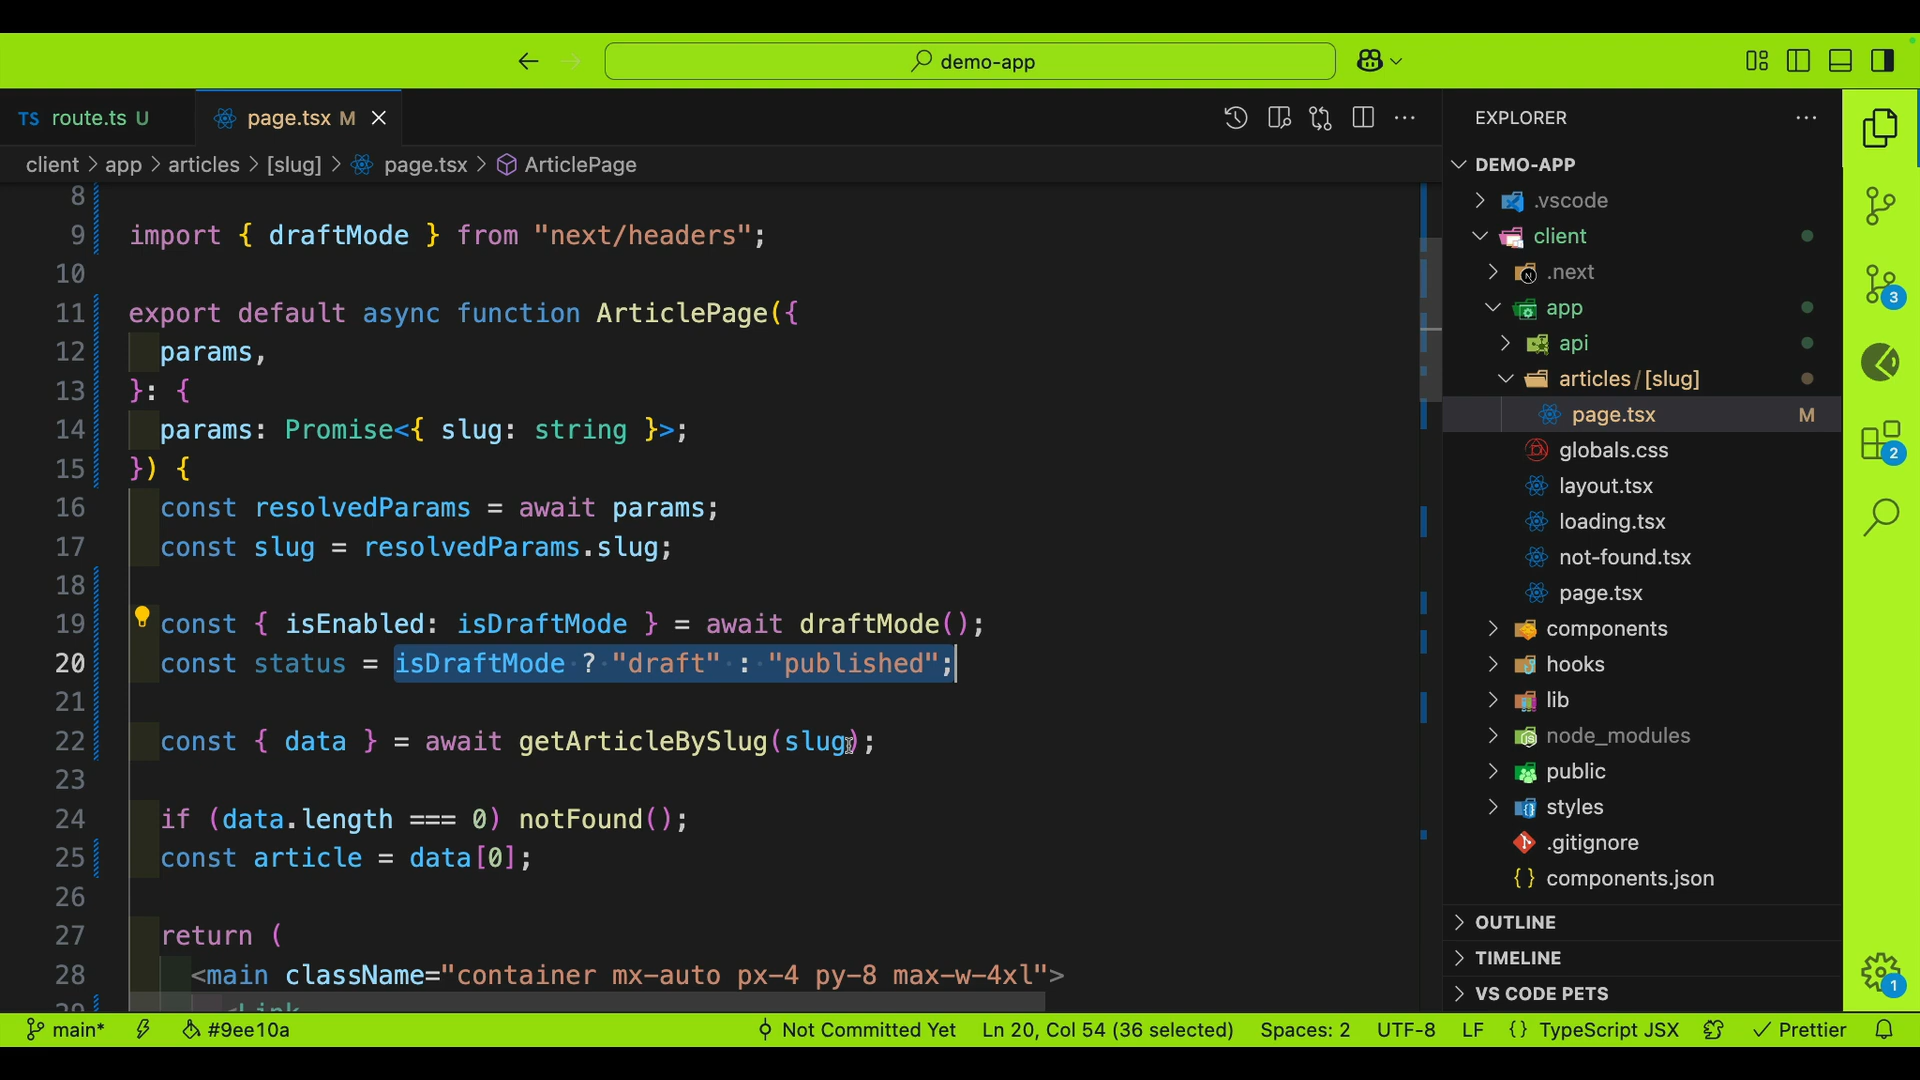 demo-app
TS route.ts U
page.tsx M
client > app > articles > [slug] > page.tsx > ArticlePage
8
9 import { draftMode } from "next/headers";
10
11 export default async function ArticlePage({
12 params,
13 }: {
14 params: Promise<{ slug: string }>;
15 }) {
16 const resolvedParams = await params;
17 const slug = resolvedParams.slug;
18
19 const { isEnabled: isDraftMode } = await draftMode();
20 const status = isDraftMode ? "draft" : "published";
21
22 const { data } = await getArticleBySlug(slug);
23
24 if (data.length === 0) notFound();
25 const article = data[0];
26
27 return (
28 <main className="container mx-auto px-4 py-8 max-w-4xl">
29 <Link
EXPLORER
DEMO-APP
.vscode
client
.next
app
api
articles/[slug]
page.tsx M
globals.css
layout.tsx
loading.tsx
not-found.tsx
page.tsx
components
hooks
lib
node_modules
public
styles
.gitignore
{} components.json
OUTLINE
TIMELINE
VS CODE PETS
3
2
1
main* #9ee10a Not Committed Yet Ln 20, Col 54 (36 selected) Spaces: 2 UTF-8 LF {} TypeScript JSX Prettier